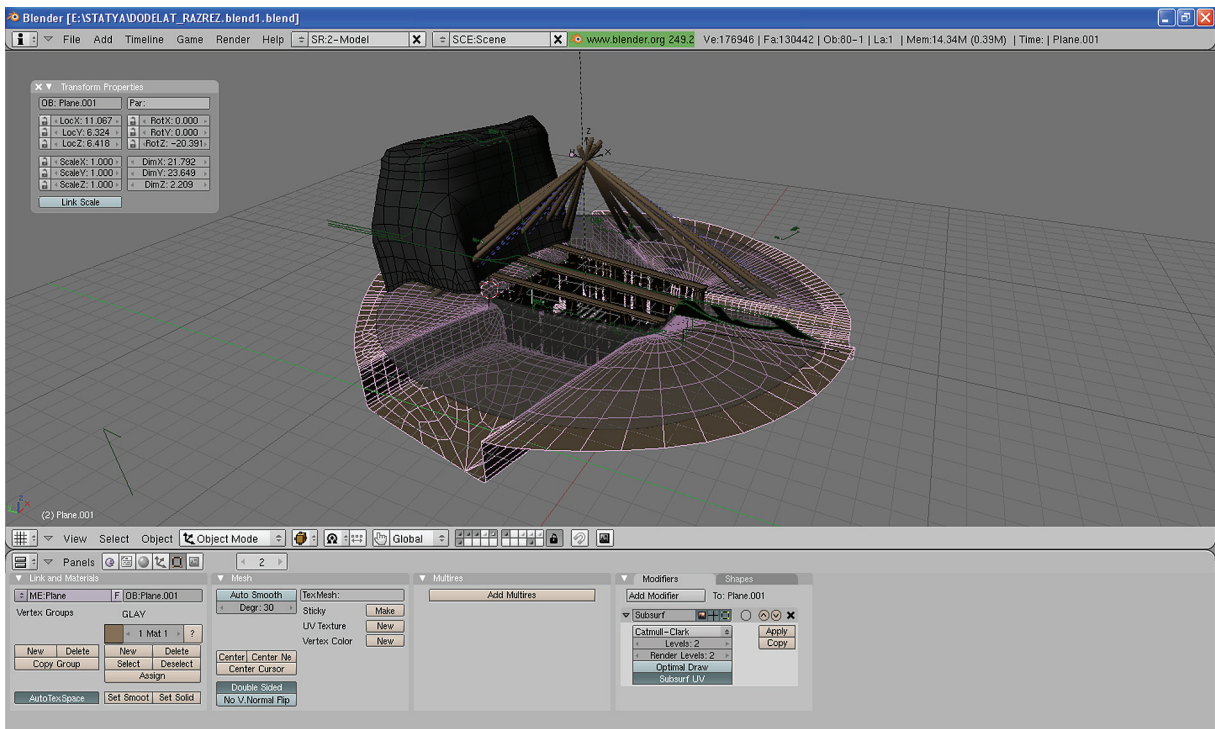 Blender [E:\STATYA\DODELAT_RAZREZ.blend1.blend]
File Add Timeline Game Render Help SR:2-Model X SCE:Scene X www.blender.org 249.2 Ve:176946 | Fa:130442 | Ob:80-1 | La:1 | Mem:14.34M (0.39M) | Time: | Plane.001
Transform Properties
OB: Plane.001 Par:
LocX: 11.067 RotX: 0.000
LocY: 6.324 RotY: 0.000
LocZ: 6.418 RotZ: -20.391
ScaleX: 1.000 DimX: 21.792
ScaleY: 1.000 DimY: 23.649
ScaleZ: 1.000 DimZ: 2.209
Link Scale
Z
X
Z
(2) Plane.001
View Select Object Object Mode Global
Panels 2
Link and Materials Mesh Multires Modifiers Shapes
ME:Plane F OB:Plane.001 Auto Smooth TexMesh: Add Multires Add Modifier To: Plane.001
Degr: 30 Sticky Make
Vertex Groups GLAY Subsurf
1 Mat 1 ? UV Texture New Catmull-Clark Apply
Vertex Color New Levels: 2 Copy
New Delete New Delete Center Center Ne Render Levels: 2
Copy Group Select Deselect Center Cursor Optimal Draw
Assign Subsurf UV
Double Sided
AutoTexSpace Set Smoot Set Solid No V.Normal Flip